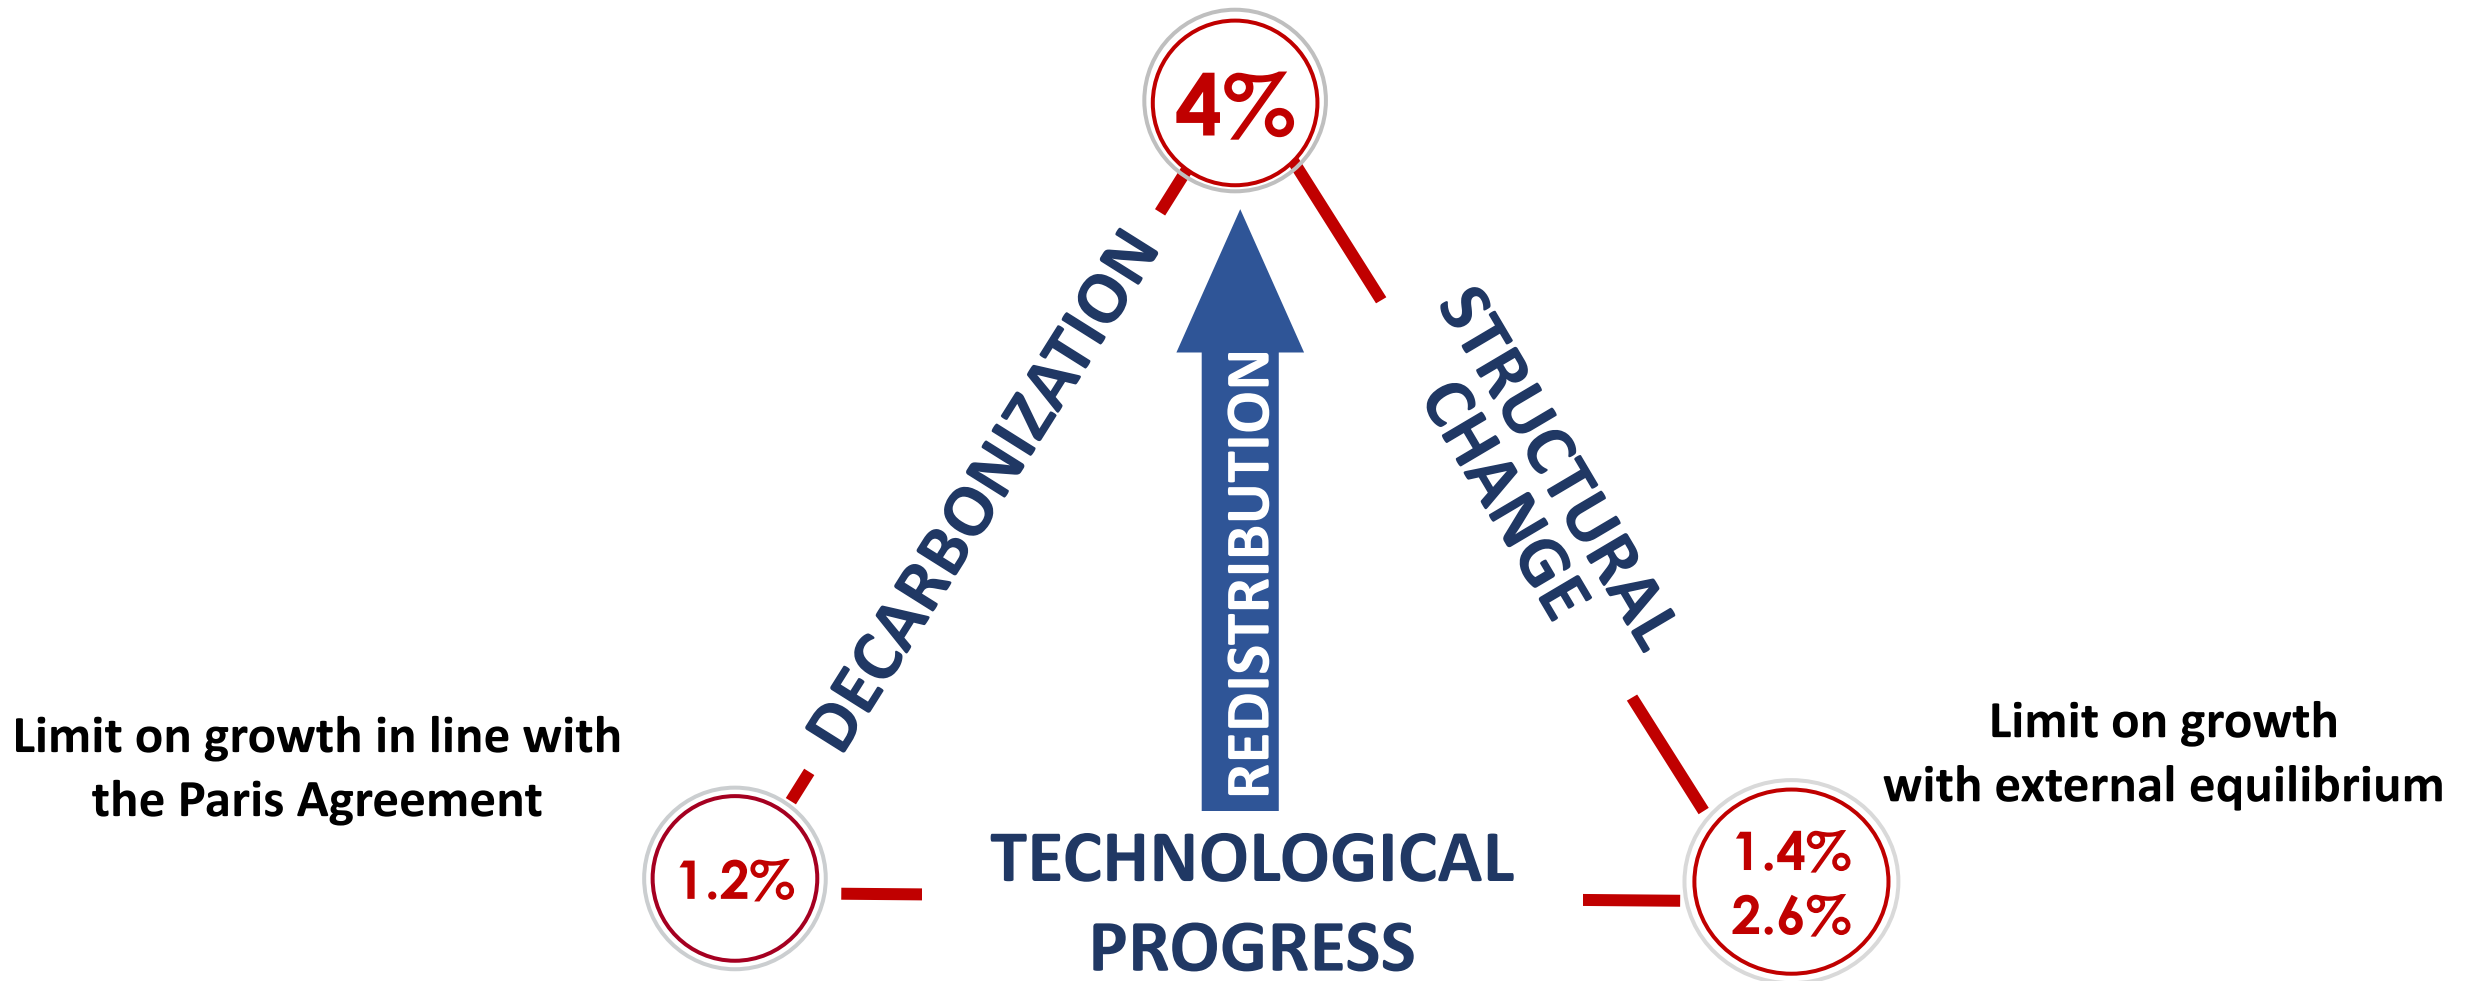 4%
DECARBONIZATION
STRUCTURAL
CHANGE
REDISTRIBUTION
Limit on growth in line with
the Paris Agreement
Limit on growth
with external equilibrium
1.2%
TECHNOLOGICAL
PROGRESS
1.4%
2.6%